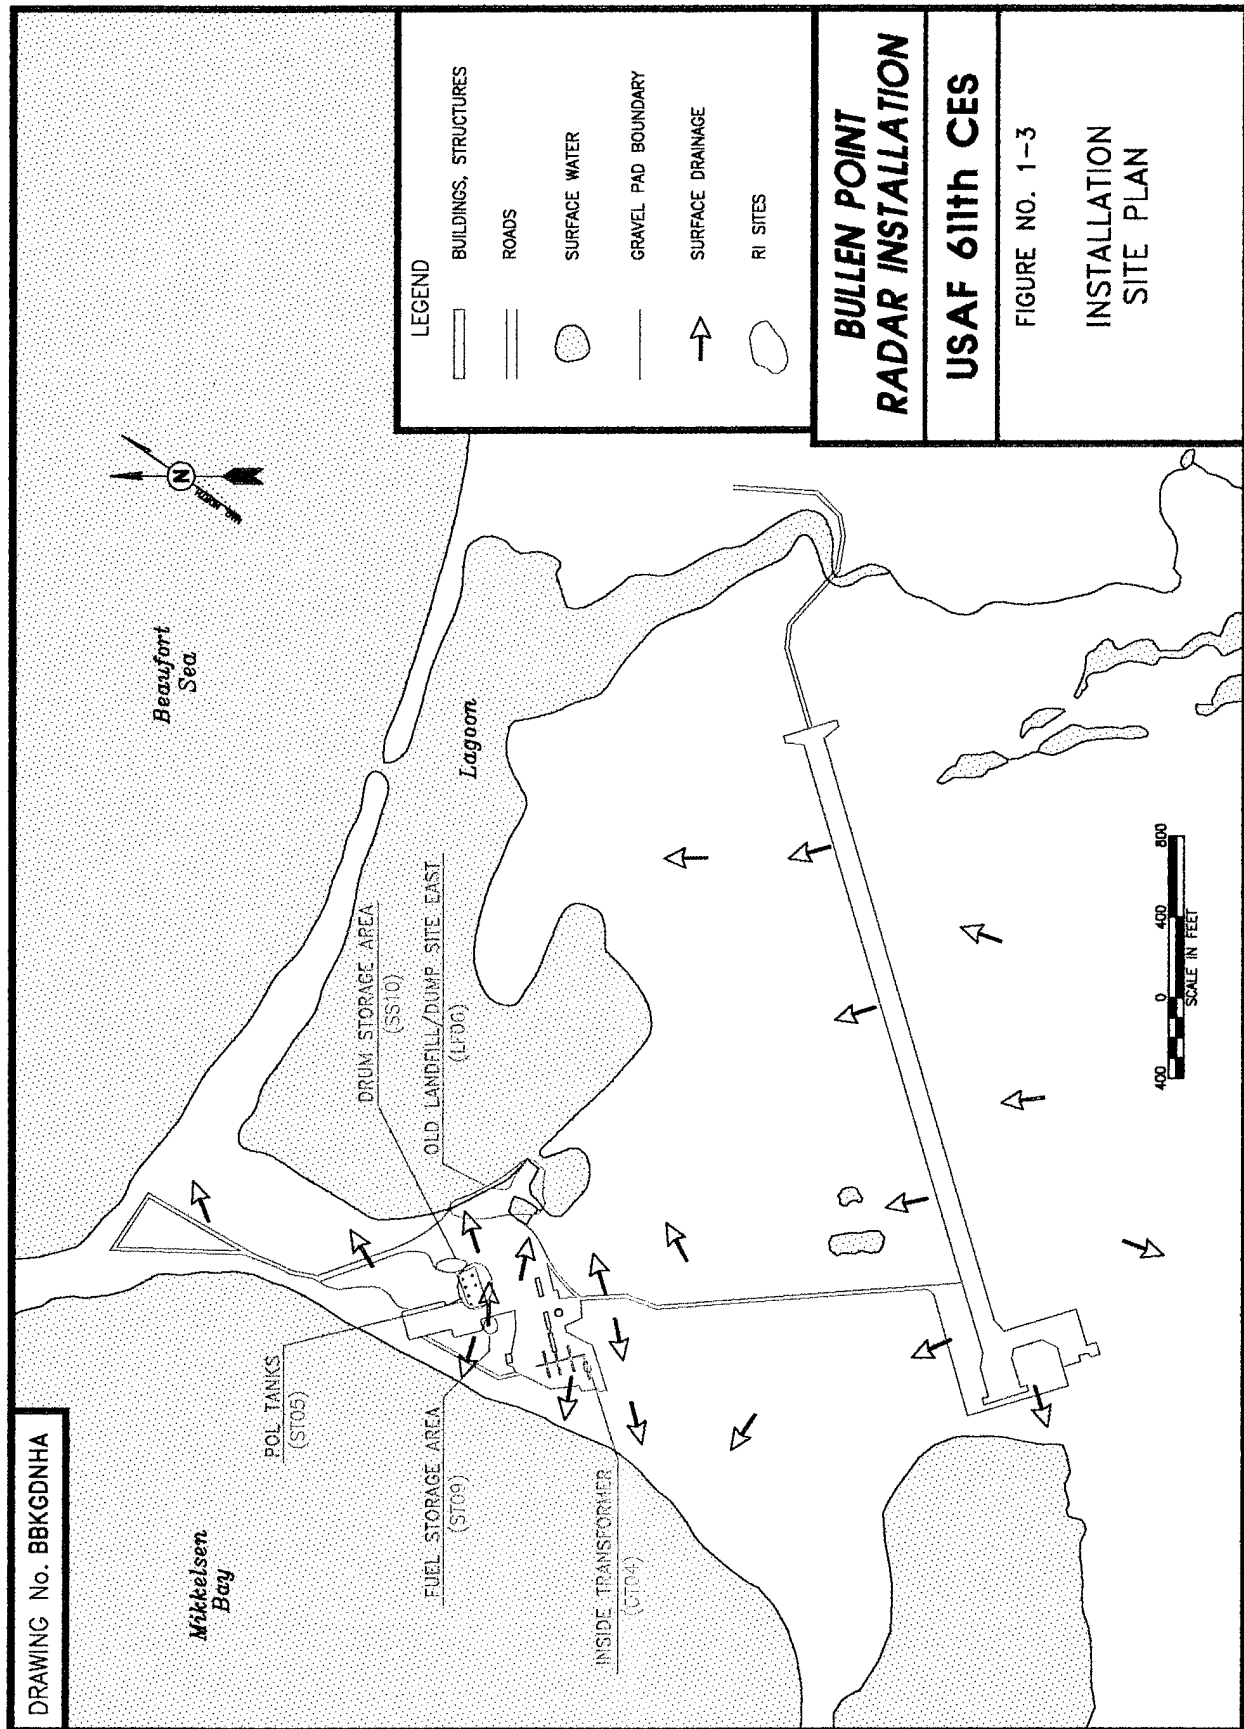 DRAWING No. BBKGDNHA
Mikkelsen
Bay
Beaufort
Sea
Lagoon
N
MAG. NORTH
POL TANKS
(ST05)
DRUM STORAGE AREA
(SS10)
OLD LANDFILL/DUMP SITE EAST
(LF06)
FUEL STORAGE AREA
(ST09)
INSIDE TRANSFORMER
(OT04)
400 0 400 800
SCALE IN FEET
LEGEND
BUILDINGS, STRUCTURES
ROADS
SURFACE WATER
GRAVEL PAD BOUNDARY
SURFACE DRAINAGE
RI SITES
BULLEN POINT
RADAR INSTALLATION
USAF 611th CES
FIGURE NO. 1-3
INSTALLATION
SITE PLAN